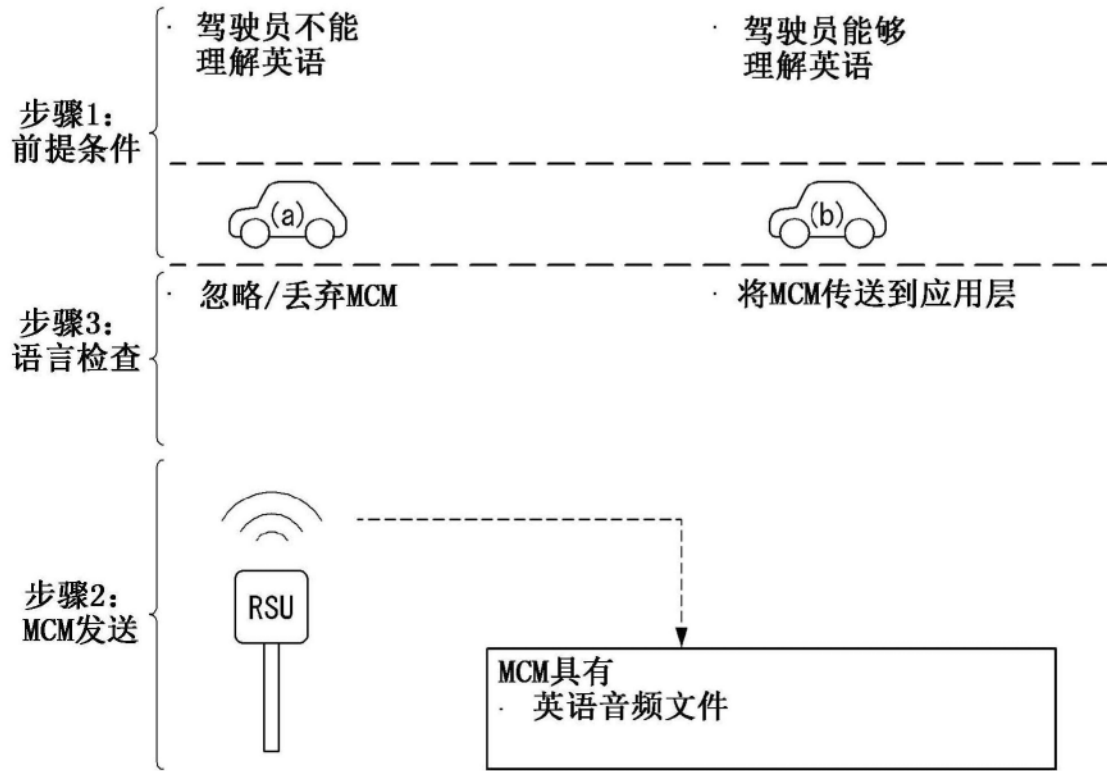 · 驾驶员不能
理解英语
· 驾驶员能够
理解英语
步骤1：
前提条件
(a)
(b)
· 忽略/丢弃MCM
· 将MCM传送到应用层
步骤3：
语言检查
步骤2：
MCM发送
RSU
MCM具有
· 英语音频文件